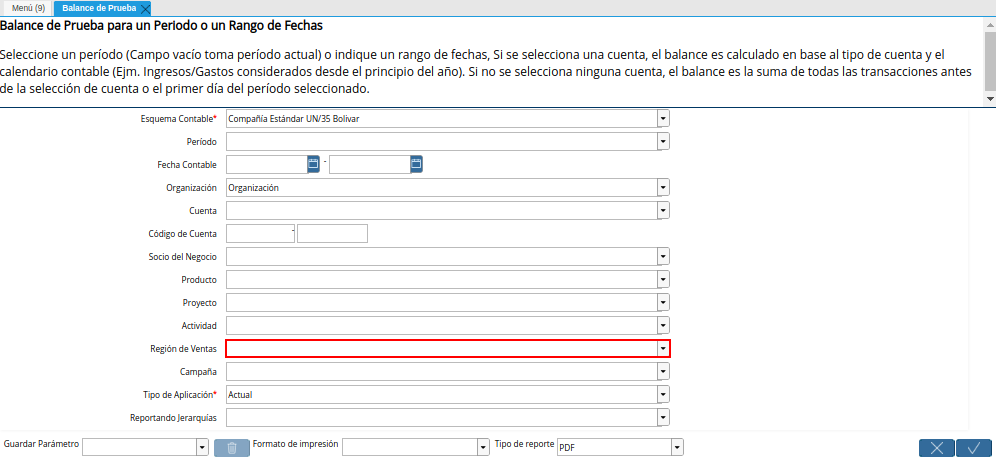 Menú (9) Balance de Prueba
Balance de Prueba para un Periodo o un Rango de Fechas
Seleccione un período (Campo vacío toma período actual) o indique un rango de fechas, Si se selecciona una cuenta, el balance es calculado en base al tipo de cuenta y el
calendario contable (Ejm. Ingresos/Gastos considerados desde el principio del año). Si no se selecciona ninguna cuenta, el balance es la suma de todas las transacciones antes
de la selección de cuenta o el primer día del período seleccionado.
Esquema Contable* Compañía Estándar UN/35 Bolivar
Período
Fecha Contable -
Organización Organización
Cuenta
Código de Cuenta -
Socio del Negocio
Producto
Proyecto
Actividad
Región de Ventas
Campaña
Tipo de Aplicación* Actual
Reportando Jerarquías
Guardar Parámetro Formato de impresión Tipo de reporte PDF